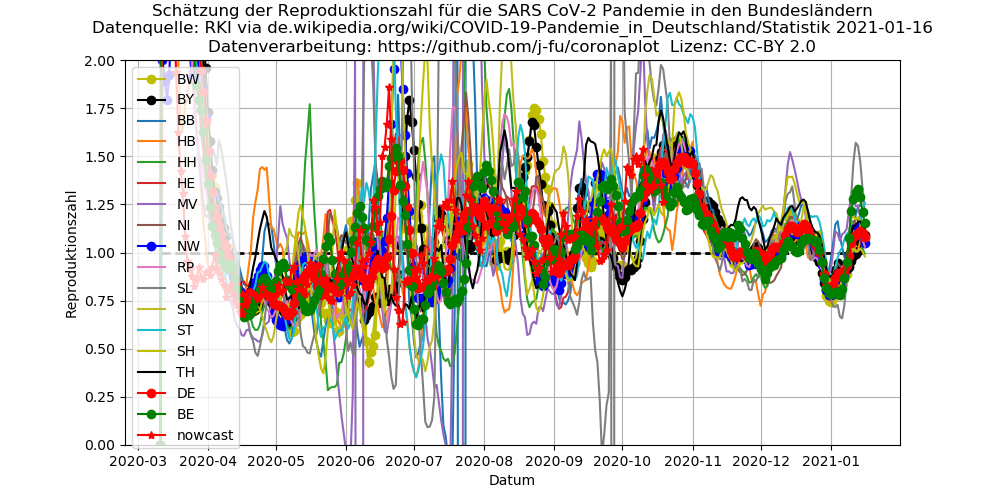 Schätzung der Reproduktionszahl für die SARS CoV-2 Pandemie in den Bundesländern
Datenquelle: RKI via de.wikipedia.org/wiki/COVID-19-Pandemie_in_Deutschland/Statistik 2021-01-16
Datenverarbeitung: https://github.com/j-fu/coronaplot  Lizenz: CC-BY 2.0
Reproduktionszahl
2.00
1.75
1.50
1.25
1.00
0.75
0.50
0.25
0.00
BW
BY
BB
HB
HH
HE
MV
NI
NW
RP
SL
SN
ST
SH
TH
DE
BE
nowcast
2020-03 2020-04 2020-05 2020-06 2020-07 2020-08 2020-09 2020-10 2020-11 2020-12 2021-01
Datum